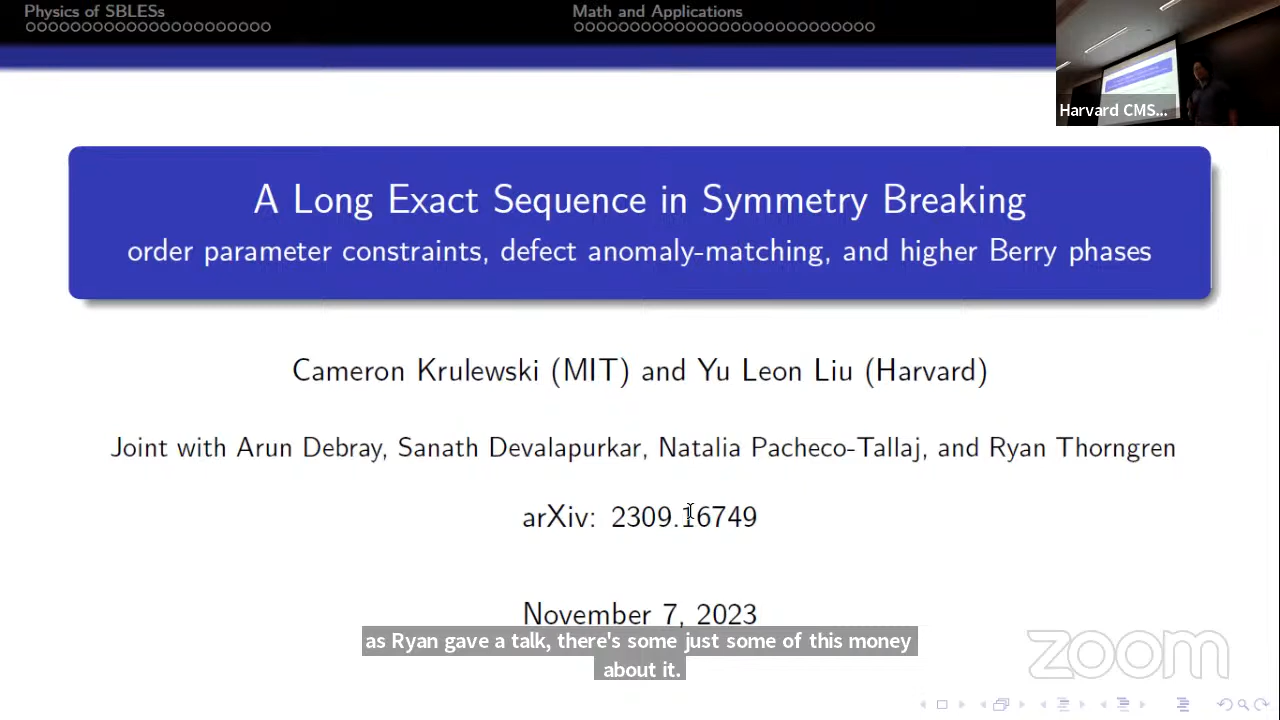 Physics of SBLESs
Math and Applications
Harvard CMS...
A Long Exact Sequence in Symmetry Breaking
order parameter constraints, defect anomaly-matching, and higher Berry phases
Cameron Krulewski (MIT) and Yu Leon Liu (Harvard)
Joint with Arun Debray, Sanath Devalapurkar, Natalia Pacheco-Tallaj, and Ryan Thorngren
arXiv: 2309.16749
November 7, 2023
as Ryan gave a talk, there's some just some of this money
about it.
zoom